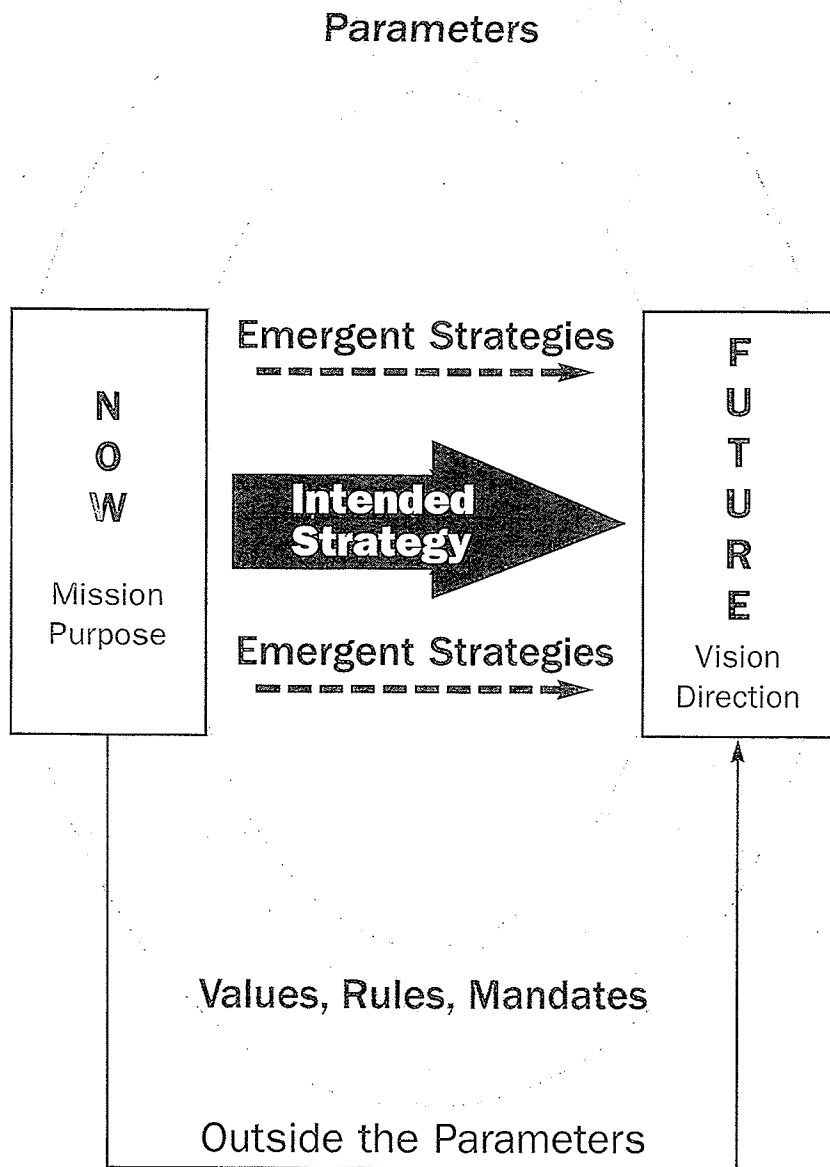 Parameters
Emergent Strategies
N
O
W
Mission
Purpose
Intended
Strategy
Emergent Strategies
F
U
T
U
R
E
Vision
Direction
Values, Rules, Mandates
Outside the Parameters